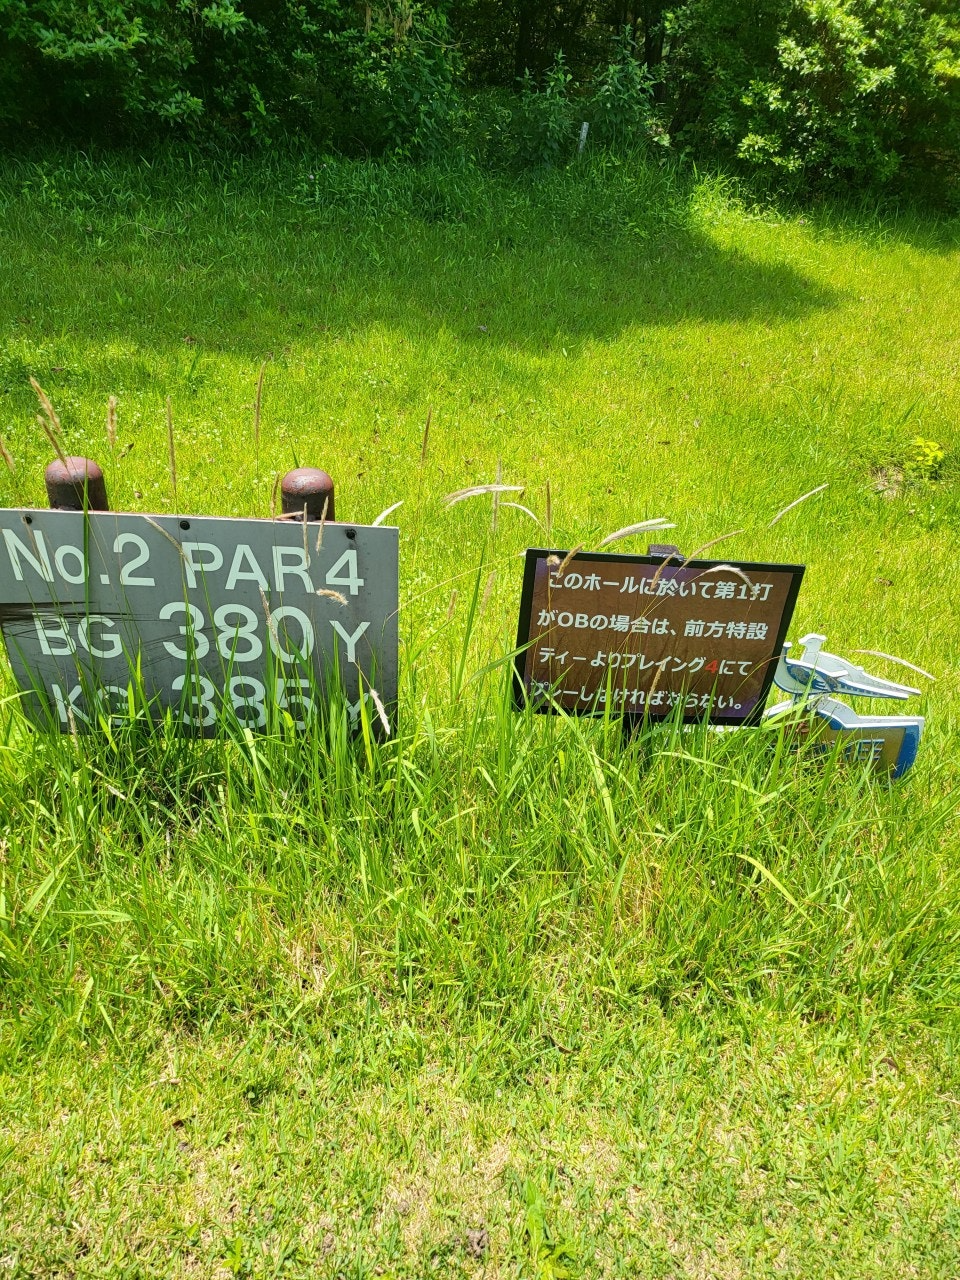 No.2 PAR4
BG 380Y
KG 385Y
このホールに於いて第1打
がOBの場合は、前方特設
ティーよりプレイング4にて
プレーしなければならない。